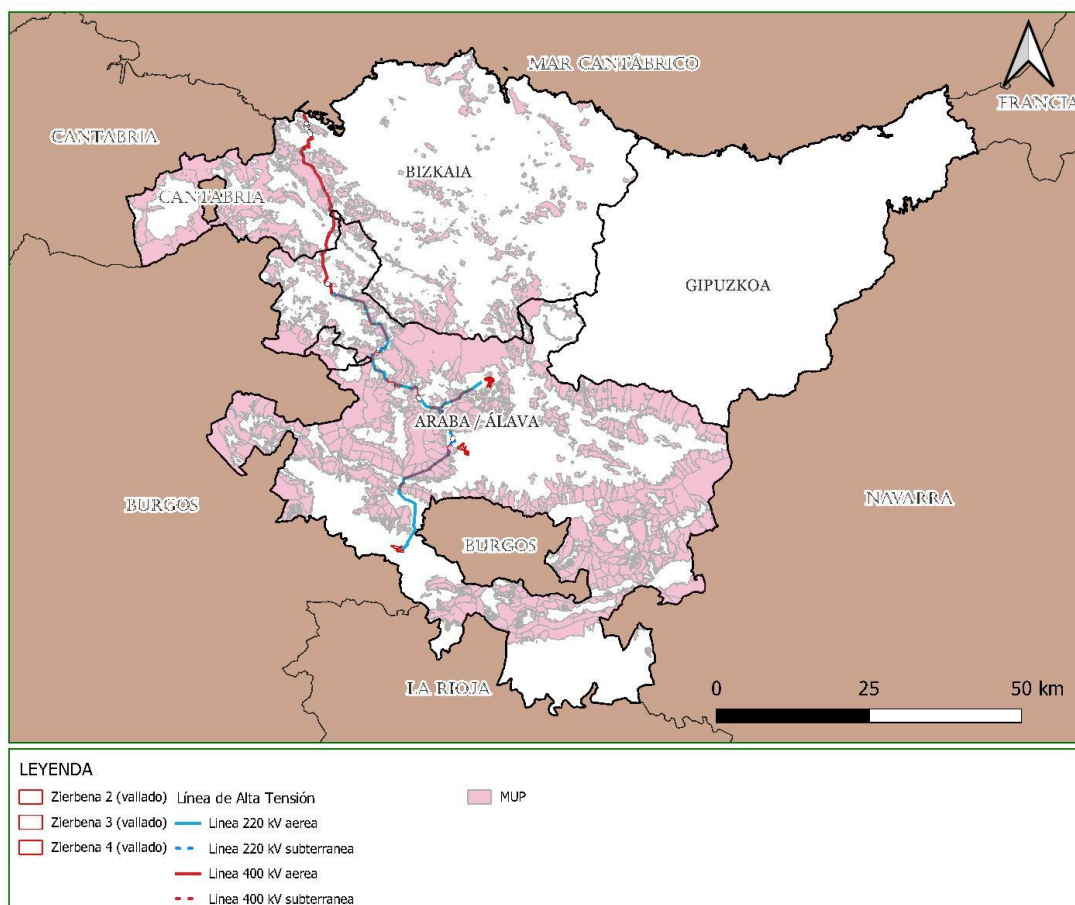 MAR CANTÁBRICO
FRANCIA
CANTABRIA
BIZKAIA
CANTABRIA
GIPUZKOA
ARABA / ÁLAVA
BURGOS
NAVARRA
BURGOS
LA RIOJA
0 25 50 km
LEYENDA
Zierbena 2 (vallado) Línea de Alta Tensión MUP
Zierbena 3 (vallado) Linea 220 kV aerea
Zierbena 4 (vallado) Linea 220 kV subterranea
Linea 400 kV aerea
Linea 400 kV subterranea